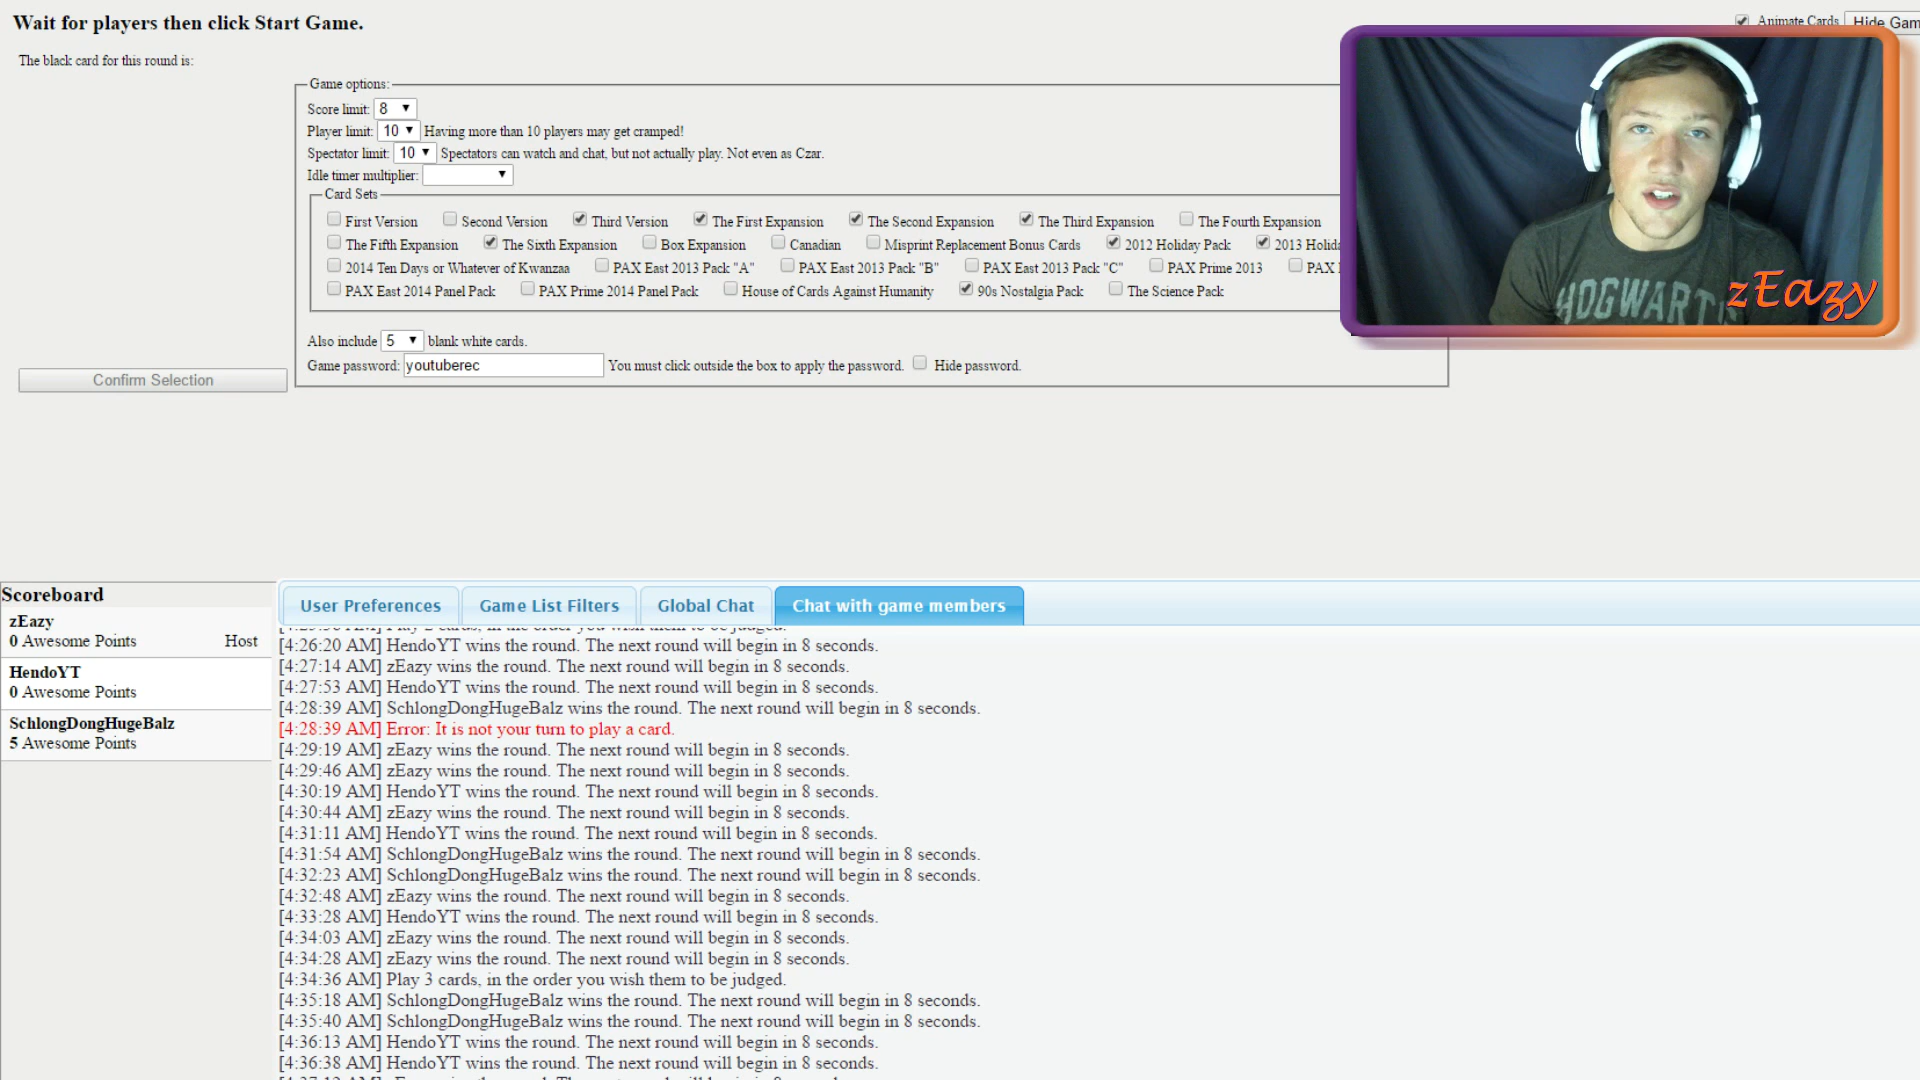 Wait for players then click Start Game.
Animate Cards
Hide Gam
The black card for this round is:
Game options:
Score limit: 8
Player limit: 10 Having more than 10 players may get cramped!
Spectator limit: 10 Spectators can watch and chat, but not actually play. Not even as Czar.
Idle timer multiplier:
Card Sets
First Version Second Version Third Version The First Expansion The Second Expansion The Third Expansion The Fourth Expansion
The Fifth Expansion The Sixth Expansion Box Expansion Canadian Misprint Replacement Bonus Cards 2012 Holiday Pack 2013 Holida
2014 Ten Days or Whatever of Kwanzaa PAX East 2013 Pack "A" PAX East 2013 Pack "B" PAX East 2013 Pack "C" PAX Prime 2013 PAX
PAX East 2014 Panel Pack PAX Prime 2014 Panel Pack House of Cards Against Humanity 90s Nostalgia Pack The Science Pack
Also include 5 blank white cards.
Game password: youtuberec You must click outside the box to apply the password. Hide password.
Confirm Selection
HOGWARTS
zEazy
Scoreboard
zEazy
0 Awesome Points Host
HendoYT
0 Awesome Points
SchlongDongHugeBalz
5 Awesome Points
User Preferences Game List Filters Global Chat Chat with game members
[4:26:20 AM] HendoYT wins the round. The next round will begin in 8 seconds.
[4:27:14 AM] zEazy wins the round. The next round will begin in 8 seconds.
[4:27:53 AM] HendoYT wins the round. The next round will begin in 8 seconds.
[4:28:39 AM] SchlongDongHugeBalz wins the round. The next round will begin in 8 seconds.
[4:28:39 AM] Error: It is not your turn to play a card.
[4:29:19 AM] zEazy wins the round. The next round will begin in 8 seconds.
[4:29:46 AM] zEazy wins the round. The next round will begin in 8 seconds.
[4:30:19 AM] HendoYT wins the round. The next round will begin in 8 seconds.
[4:30:44 AM] zEazy wins the round. The next round will begin in 8 seconds.
[4:31:11 AM] HendoYT wins the round. The next round will begin in 8 seconds.
[4:31:54 AM] SchlongDongHugeBalz wins the round. The next round will begin in 8 seconds.
[4:32:23 AM] SchlongDongHugeBalz wins the round. The next round will begin in 8 seconds.
[4:32:48 AM] zEazy wins the round. The next round will begin in 8 seconds.
[4:33:28 AM] HendoYT wins the round. The next round will begin in 8 seconds.
[4:34:03 AM] zEazy wins the round. The next round will begin in 8 seconds.
[4:34:28 AM] zEazy wins the round. The next round will begin in 8 seconds.
[4:34:36 AM] Play 3 cards, in the order you wish them to be judged.
[4:35:18 AM] SchlongDongHugeBalz wins the round. The next round will begin in 8 seconds.
[4:35:40 AM] SchlongDongHugeBalz wins the round. The next round will begin in 8 seconds.
[4:36:13 AM] HendoYT wins the round. The next round will begin in 8 seconds.
[4:36:38 AM] HendoYT wins the round. The next round will begin in 8 seconds.